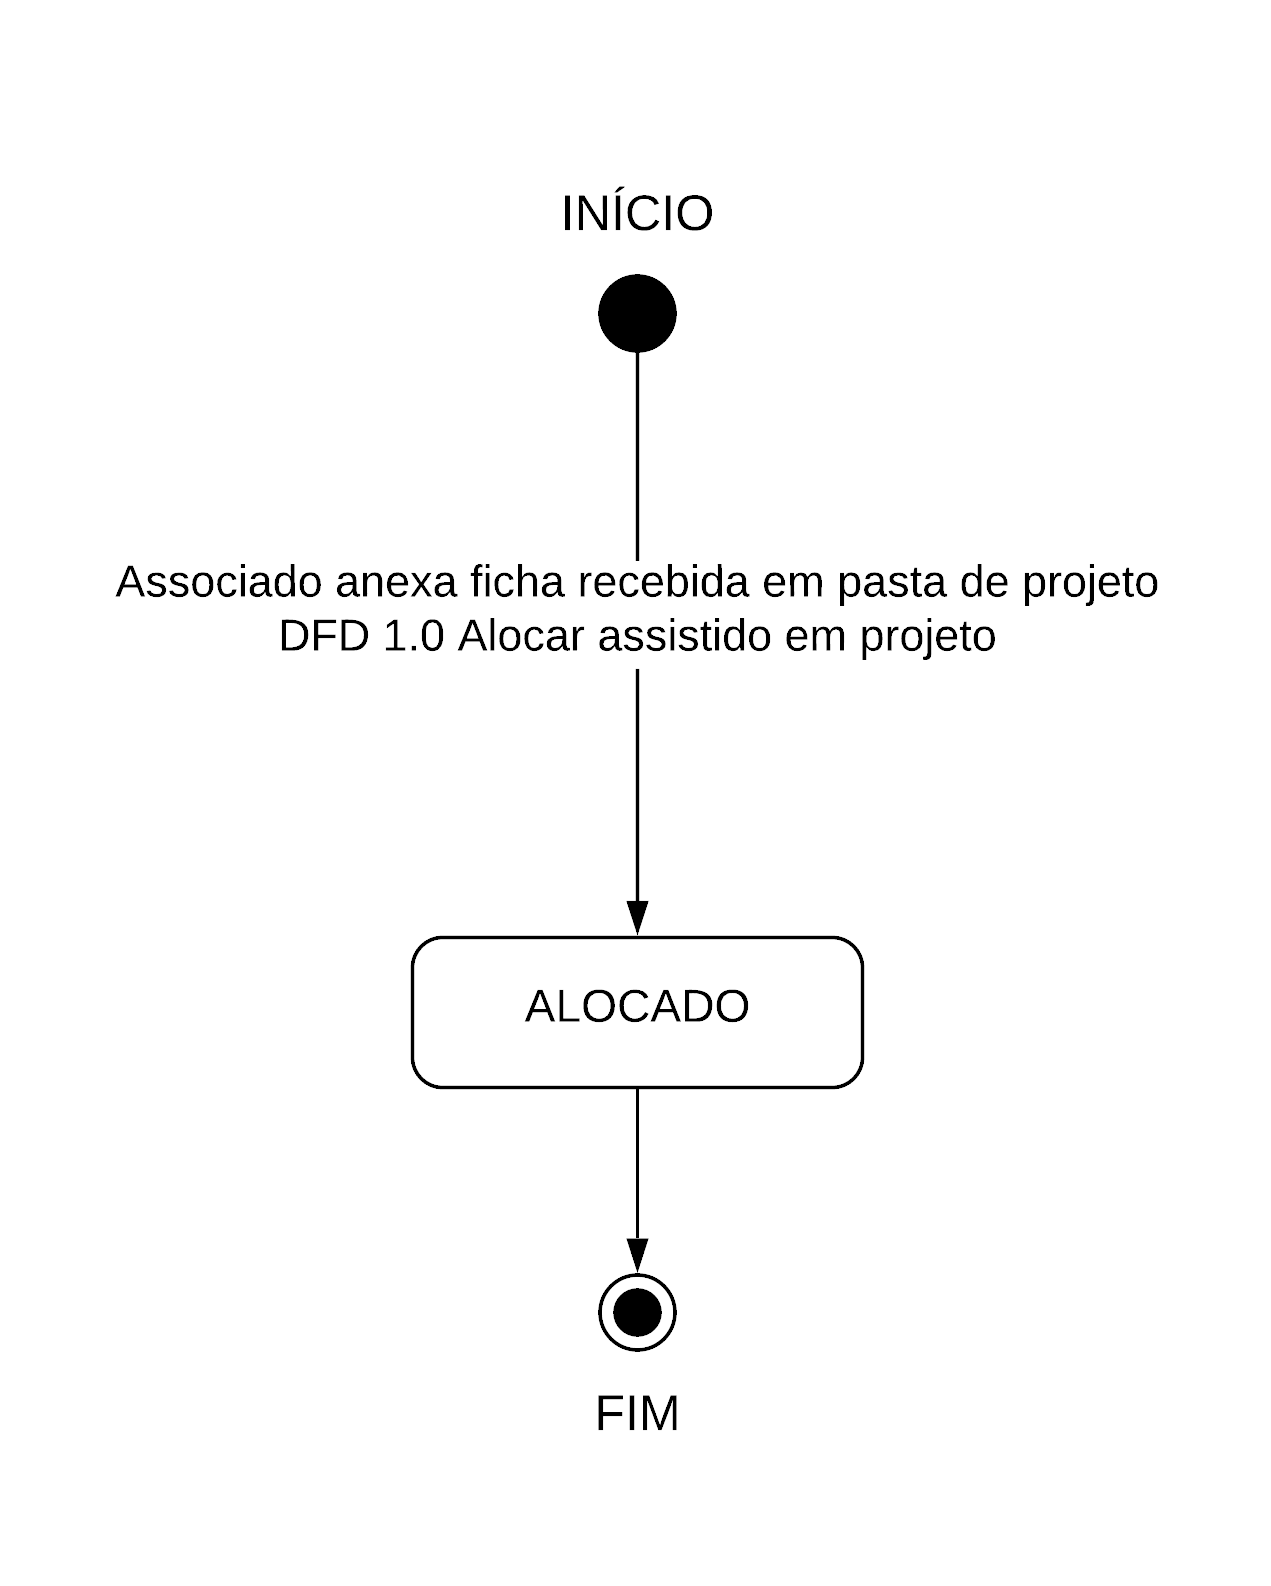 INÍCIO
Associado anexa ficha recebida em pasta de projeto
DFD 1.0 Alocar assistido em projeto
ALOCADO
FIM